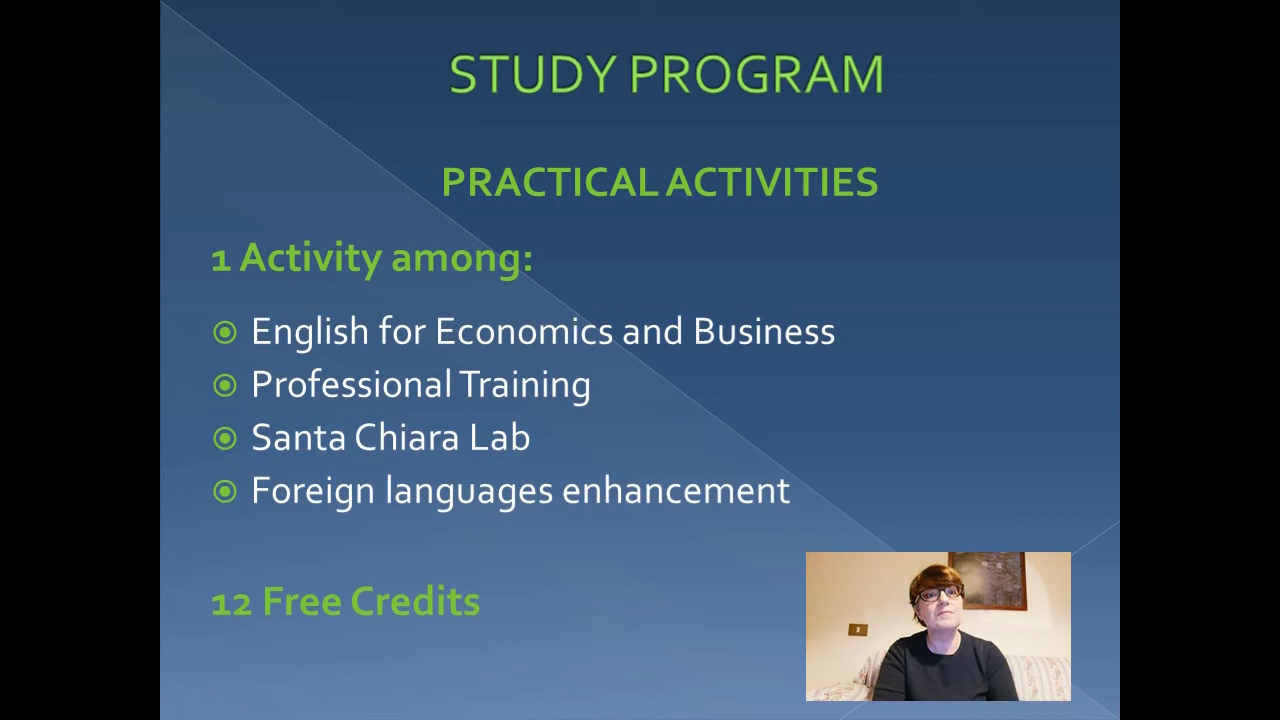 STUDY PROGRAM
PRACTICAL ACTIVITIES
1 Activity among:
English for Economics and Business
Professional Training
Santa Chiara Lab
Foreign languages enhancement
12 Free Credits